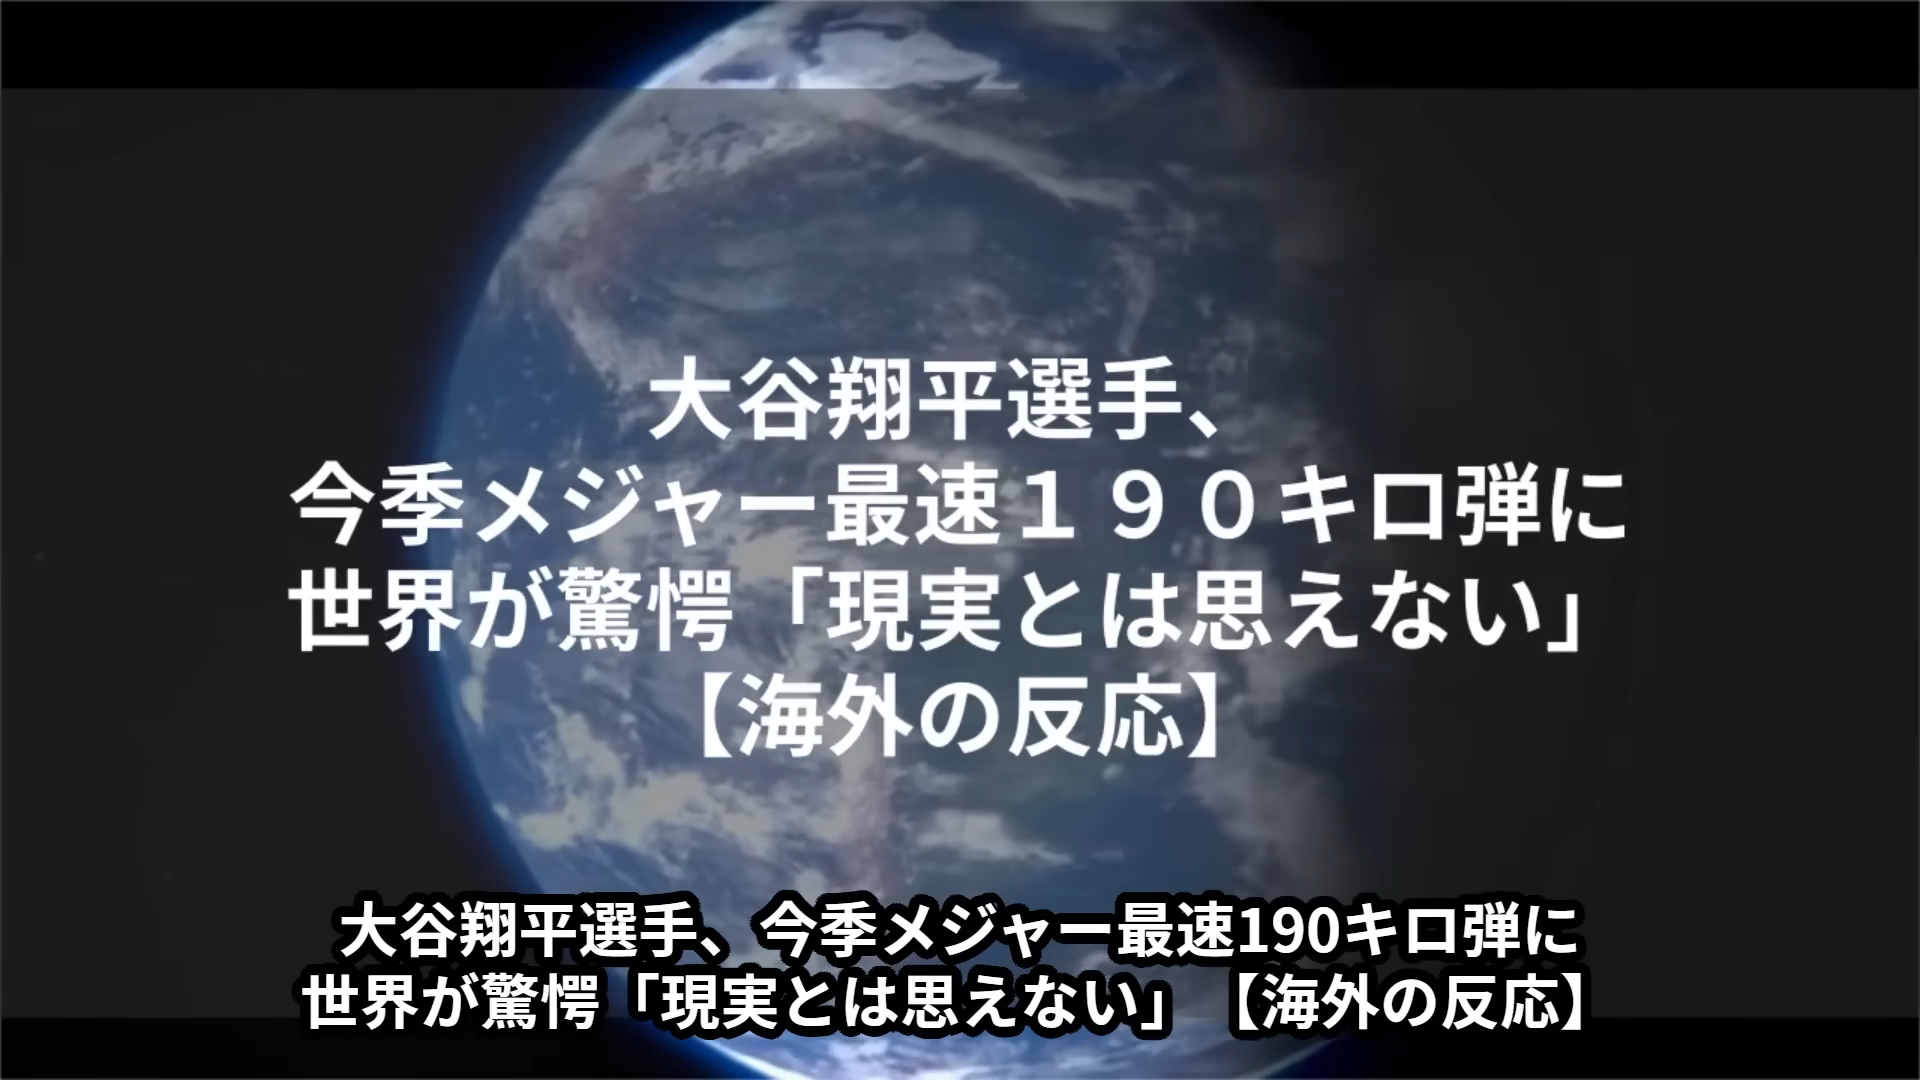 大谷翔平選手、
今季メジャー最速１９０キロ弾に
世界が驚愕「現実とは思えない」
【海外の反応】
大谷翔平選手、今季メジャー最速190キロ弾に
世界が驚愕「現実とは思えない」【海外の反応】